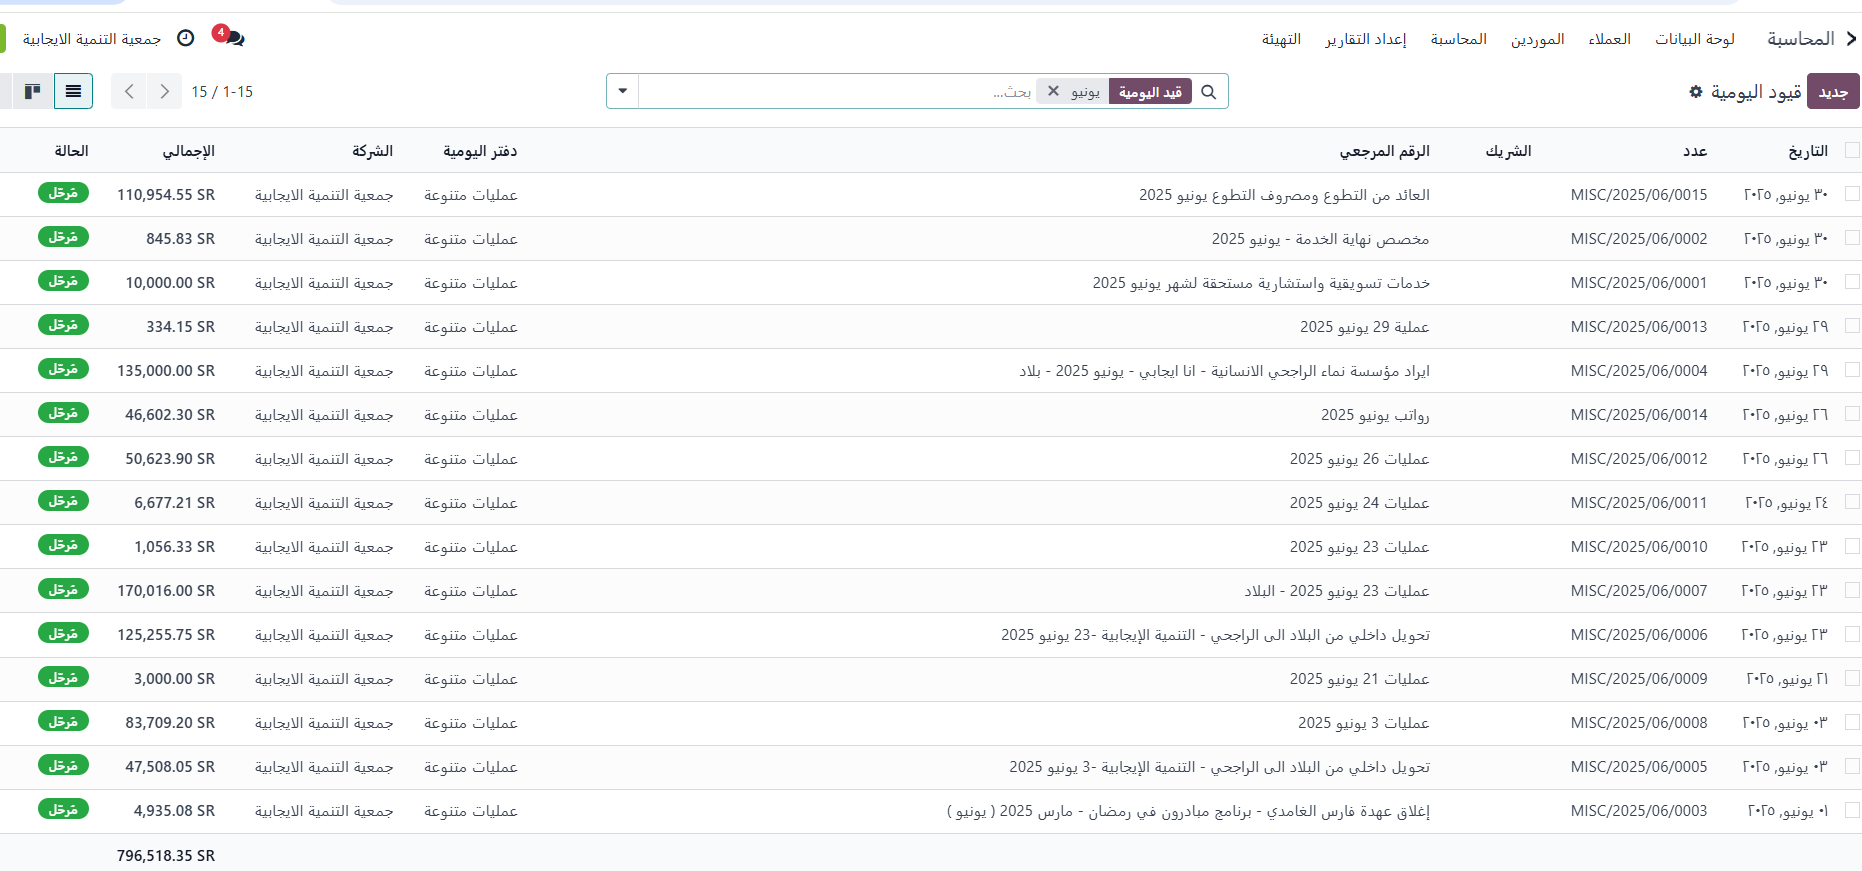 المحاسبة لوحة البيانات العملاء الموردين المحاسبة إعداد التقارير التهيئة 4 جمعية التنمية الايجابية
جديد قيود اليومية قيد اليومية يونيو بحث... 1-15 / 15
التاريخ عدد الشريك الرقم المرجعي دفتر اليومية الشركة الإجمالي الحالة
٣٠ يونيو, ٢٠٢٥ MISC/2025/06/0015 العائد من التطوع ومصروف التطوع يونيو 2025 عمليات متنوعة جمعية التنمية الايجابية 110,954.55 SR مُرحّل
٣٠ يونيو, ٢٠٢٥ MISC/2025/06/0002 مخصص نهاية الخدمة - يونيو 2025 عمليات متنوعة جمعية التنمية الايجابية 845.83 SR مُرحّل
٣٠ يونيو, ٢٠٢٥ MISC/2025/06/0001 خدمات تسويقية واستشارية مستحقة لشهر يونيو 2025 عمليات متنوعة جمعية التنمية الايجابية 10,000.00 SR مُرحّل
٢٩ يونيو, ٢٠٢٥ MISC/2025/06/0013 عملية 29 يونيو 2025 عمليات متنوعة جمعية التنمية الايجابية 334.15 SR مُرحّل
٢٩ يونيو, ٢٠٢٥ MISC/2025/06/0004 ايراد مؤسسة نماء الراجحي الانسانية - انا ايجابي - يونيو 2025 - بلاد عمليات متنوعة جمعية التنمية الايجابية 135,000.00 SR مُرحّل
٢٦ يونيو, ٢٠٢٥ MISC/2025/06/0014 رواتب يونيو 2025 عمليات متنوعة جمعية التنمية الايجابية 46,602.30 SR مُرحّل
٢٦ يونيو, ٢٠٢٥ MISC/2025/06/0012 عمليات 26 يونيو 2025 عمليات متنوعة جمعية التنمية الايجابية 50,623.90 SR مُرحّل
٢٤ يونيو, ٢٠٢٥ MISC/2025/06/0011 عمليات 24 يونيو 2025 عمليات متنوعة جمعية التنمية الايجابية 6,677.21 SR مُرحّل
٢٣ يونيو, ٢٠٢٥ MISC/2025/06/0010 عمليات 23 يونيو 2025 عمليات متنوعة جمعية التنمية الايجابية 1,056.33 SR مُرحّل
٢٣ يونيو, ٢٠٢٥ MISC/2025/06/0007 عمليات 23 يونيو 2025 - البلاد عمليات متنوعة جمعية التنمية الايجابية 170,016.00 SR مُرحّل
٢٣ يونيو, ٢٠٢٥ MISC/2025/06/0006 تحويل داخلي من البلاد الى الراجحي - التنمية الإيجابية -23 يونيو 2025 عمليات متنوعة جمعية التنمية الايجابية 125,255.75 SR مُرحّل
٢١ يونيو, ٢٠٢٥ MISC/2025/06/0009 عمليات 21 يونيو 2025 عمليات متنوعة جمعية التنمية الايجابية 3,000.00 SR مُرحّل
٠٣ يونيو, ٢٠٢٥ MISC/2025/06/0008 عمليات 3 يونيو 2025 عمليات متنوعة جمعية التنمية الايجابية 83,709.20 SR مُرحّل
٠٣ يونيو, ٢٠٢٥ MISC/2025/06/0005 تحويل داخلي من البلاد الى الراجحي - التنمية الإيجابية -3 يونيو 2025 عمليات متنوعة جمعية التنمية الايجابية 47,508.05 SR مُرحّل
٠١ يونيو, ٢٠٢٥ MISC/2025/06/0003 إغلاق عهدة فارس الغامدي - برنامج مبادرون في رمضان - مارس 2025 ( يونيو ) عمليات متنوعة جمعية التنمية الايجابية 4,935.08 SR مُرحّل
796,518.35 SR